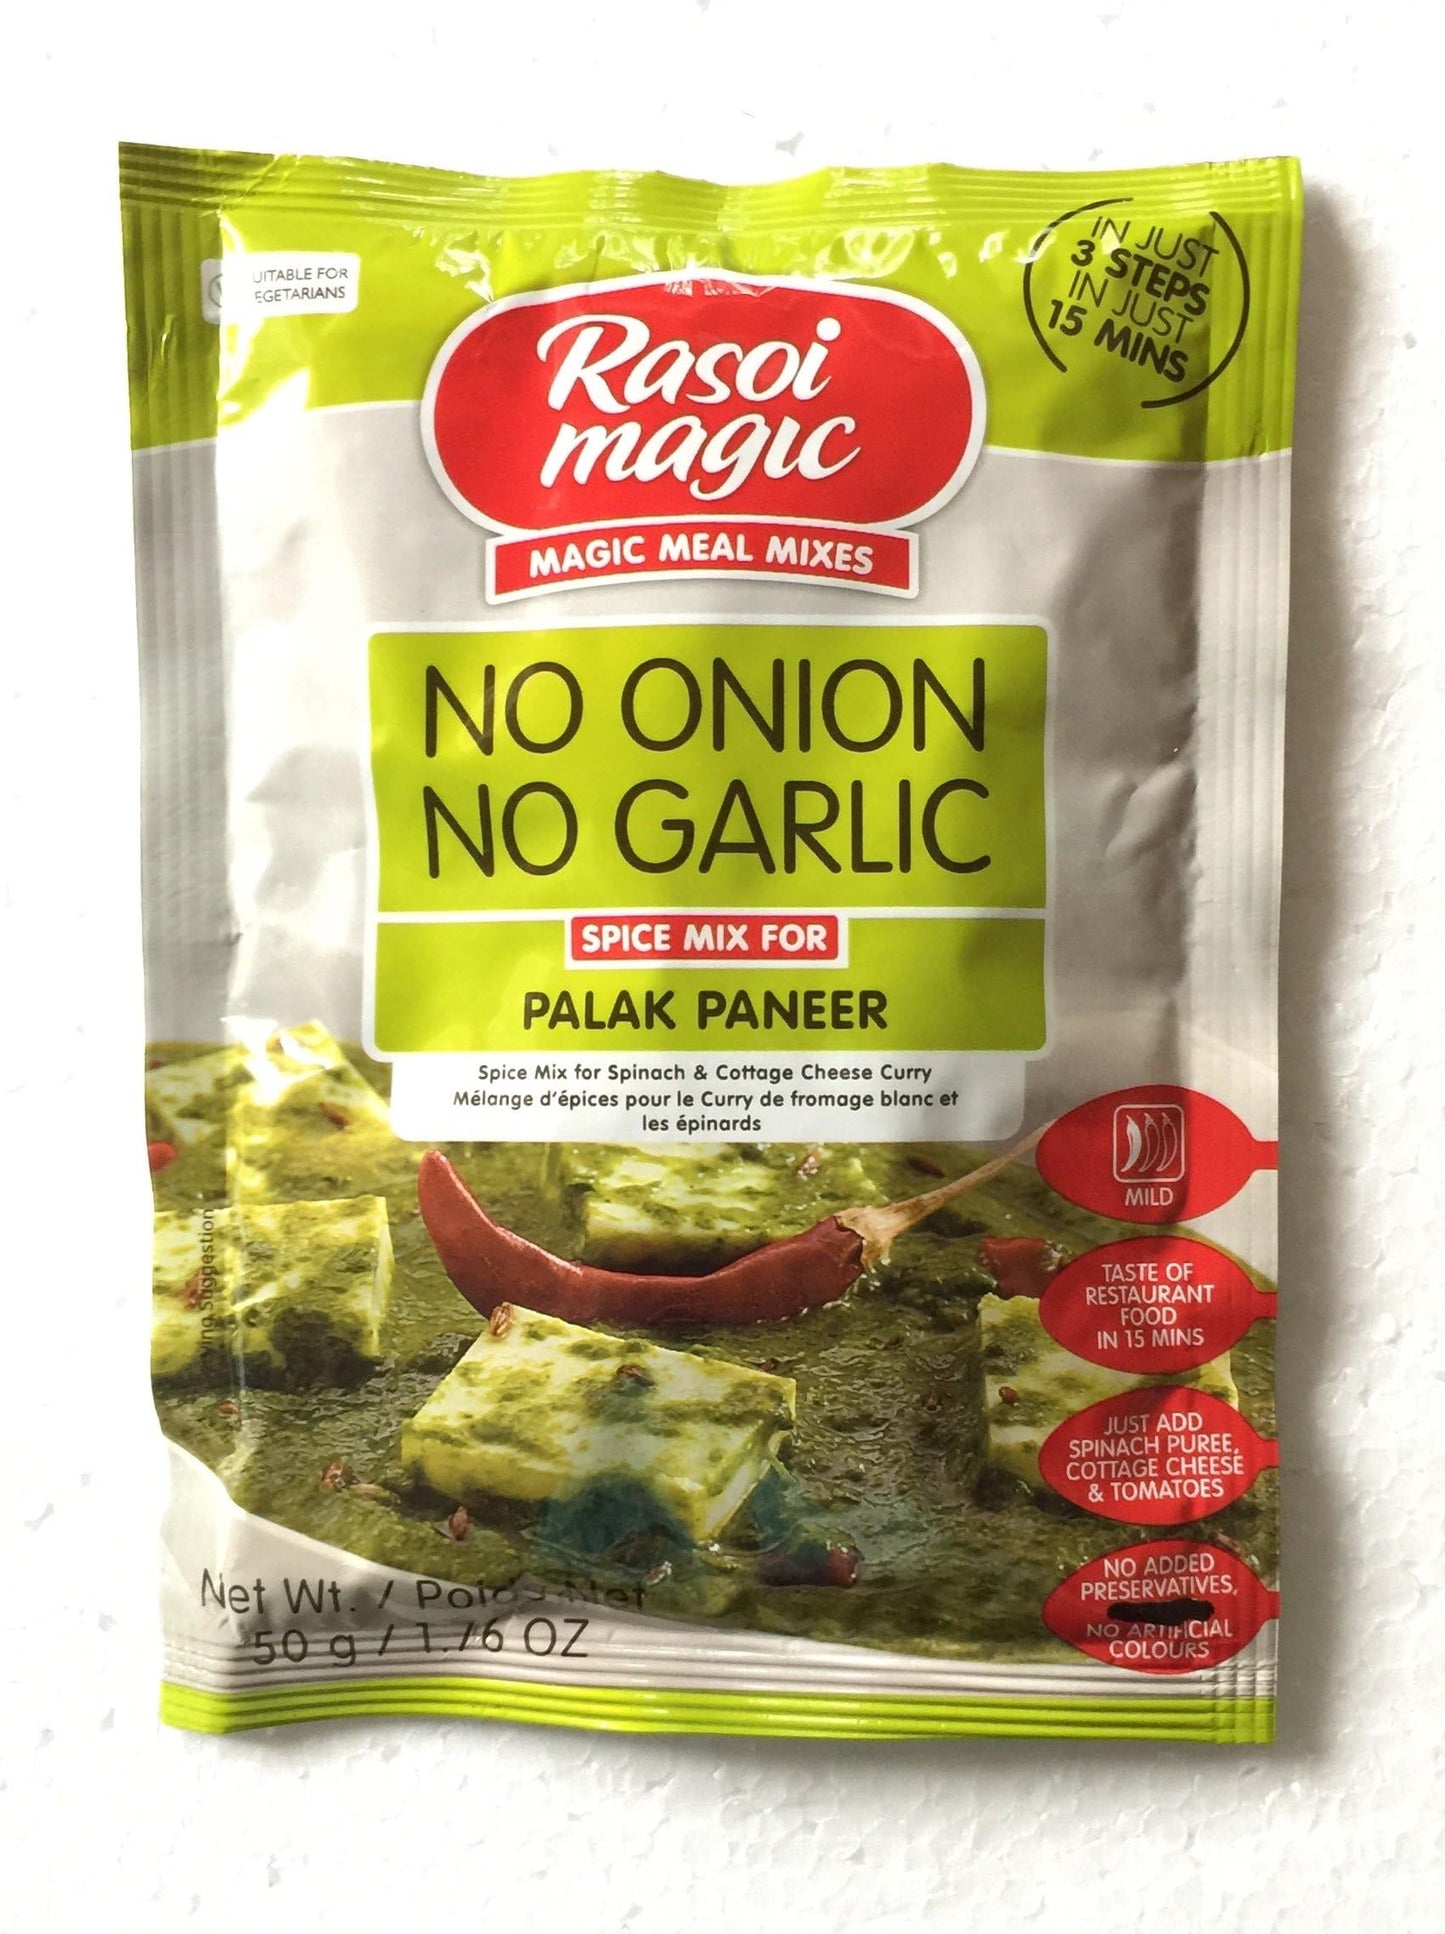 UITABLE FOR
EGETARIANS
IN JUST
3 STEPS
IN JUST
15 MINS
Rasoi
magic
MAGIC MEAL MIXES
NO ONION
NO GARLIC
SPICE MIX FOR
PALAK PANEER
Spice Mix for Spinach & Cottage Cheese Curry
Mélange d'épices pour le Curry de fromage blanc et
les épinards
MILD
TASTE OF
RESTAURANT
FOOD
IN 15 MINS
JUST ADD
SPINACH PUREE,
COTTAGE CHEESE
& TOMATOES
NO ADDED
PRESERVATIVES,
NO ARTIFICIAL
COLOURS
Suggestion
Net Wt. / Poids Net
50 g / 1.76 OZ